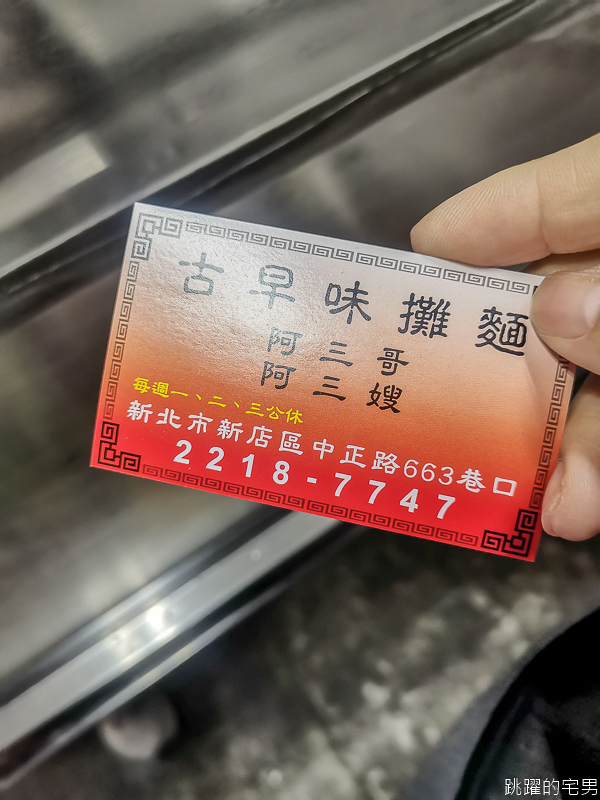 古早味攤麵
阿三哥
阿三嫂
每週一、二、三公休
新北市新店區中正路663巷口
2218-7747
跳躍的宅男